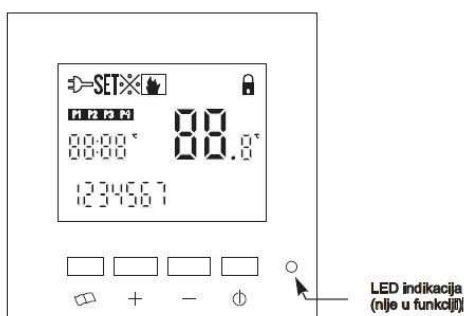 SET
P1 P2 P3 P4
88:88 °C
88.8 °C
1234567
+ −
LED indikacija
(nije u funkciji)